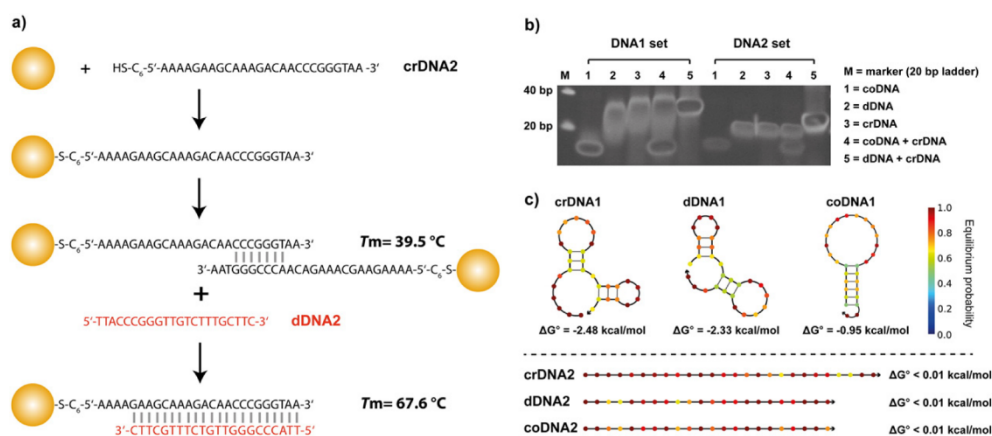 a)
+
HS-C6-5'-AAAAGAAGCAAAGACAACCCGGGTAA -3' crDNA2
-S-C6-5'-AAAAGAAGCAAAGACAACCCGGGTAA-3'
-S-C6-5'-AAAAGAAGCAAAGACAACCCGGGTAA-3' Tm= 39.5 °C
3'-AATGGGCCCAACAGAAACGAAGAAAA-5'-C6-S-
+
5'-TTACCCGGGTTGTCTTTGCTTC-3' dDNA2
-S-C6-5'-AAAAGAAGCAAAGACAACCCGGGTAA-3' Tm= 67.6 °C
3'-CTTCGTTTCTGTTGGGCCCATT-5'
b)
DNA1 set DNA2 set
M 1 2 3 4 5 1 2 3 4 5
40 bp
20 bp
M = marker (20 bp ladder)
1 = coDNA
2 = dDNA
3 = crDNA
4 = coDNA + crDNA
5 = dDNA + crDNA
c)
crDNA1 dDNA1 coDNA1
ΔG° = -2.48 kcal/mol ΔG° = -2.33 kcal/mol ΔG° = -0.95 kcal/mol
1.0
0.8
0.6
0.4
0.2
0.0
Equilibrium probability
crDNA2 ΔG° < 0.01 kcal/mol
dDNA2 ΔG° < 0.01 kcal/mol
coDNA2 ΔG° < 0.01 kcal/mol